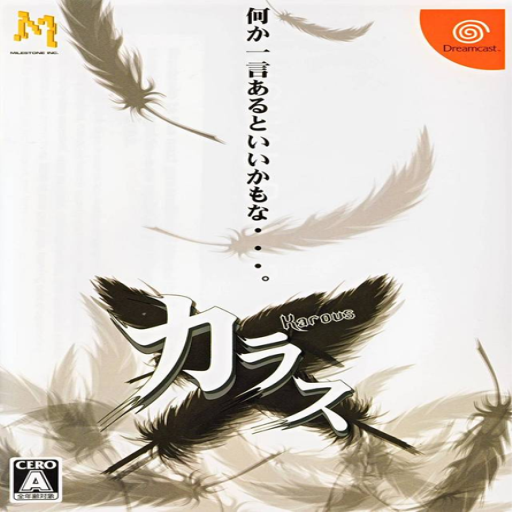 M
MILESTONE INC.
Dreamcast
何か一言あるといいかもな・・・。
Karous
カラス
CERO
A
全年齢対象